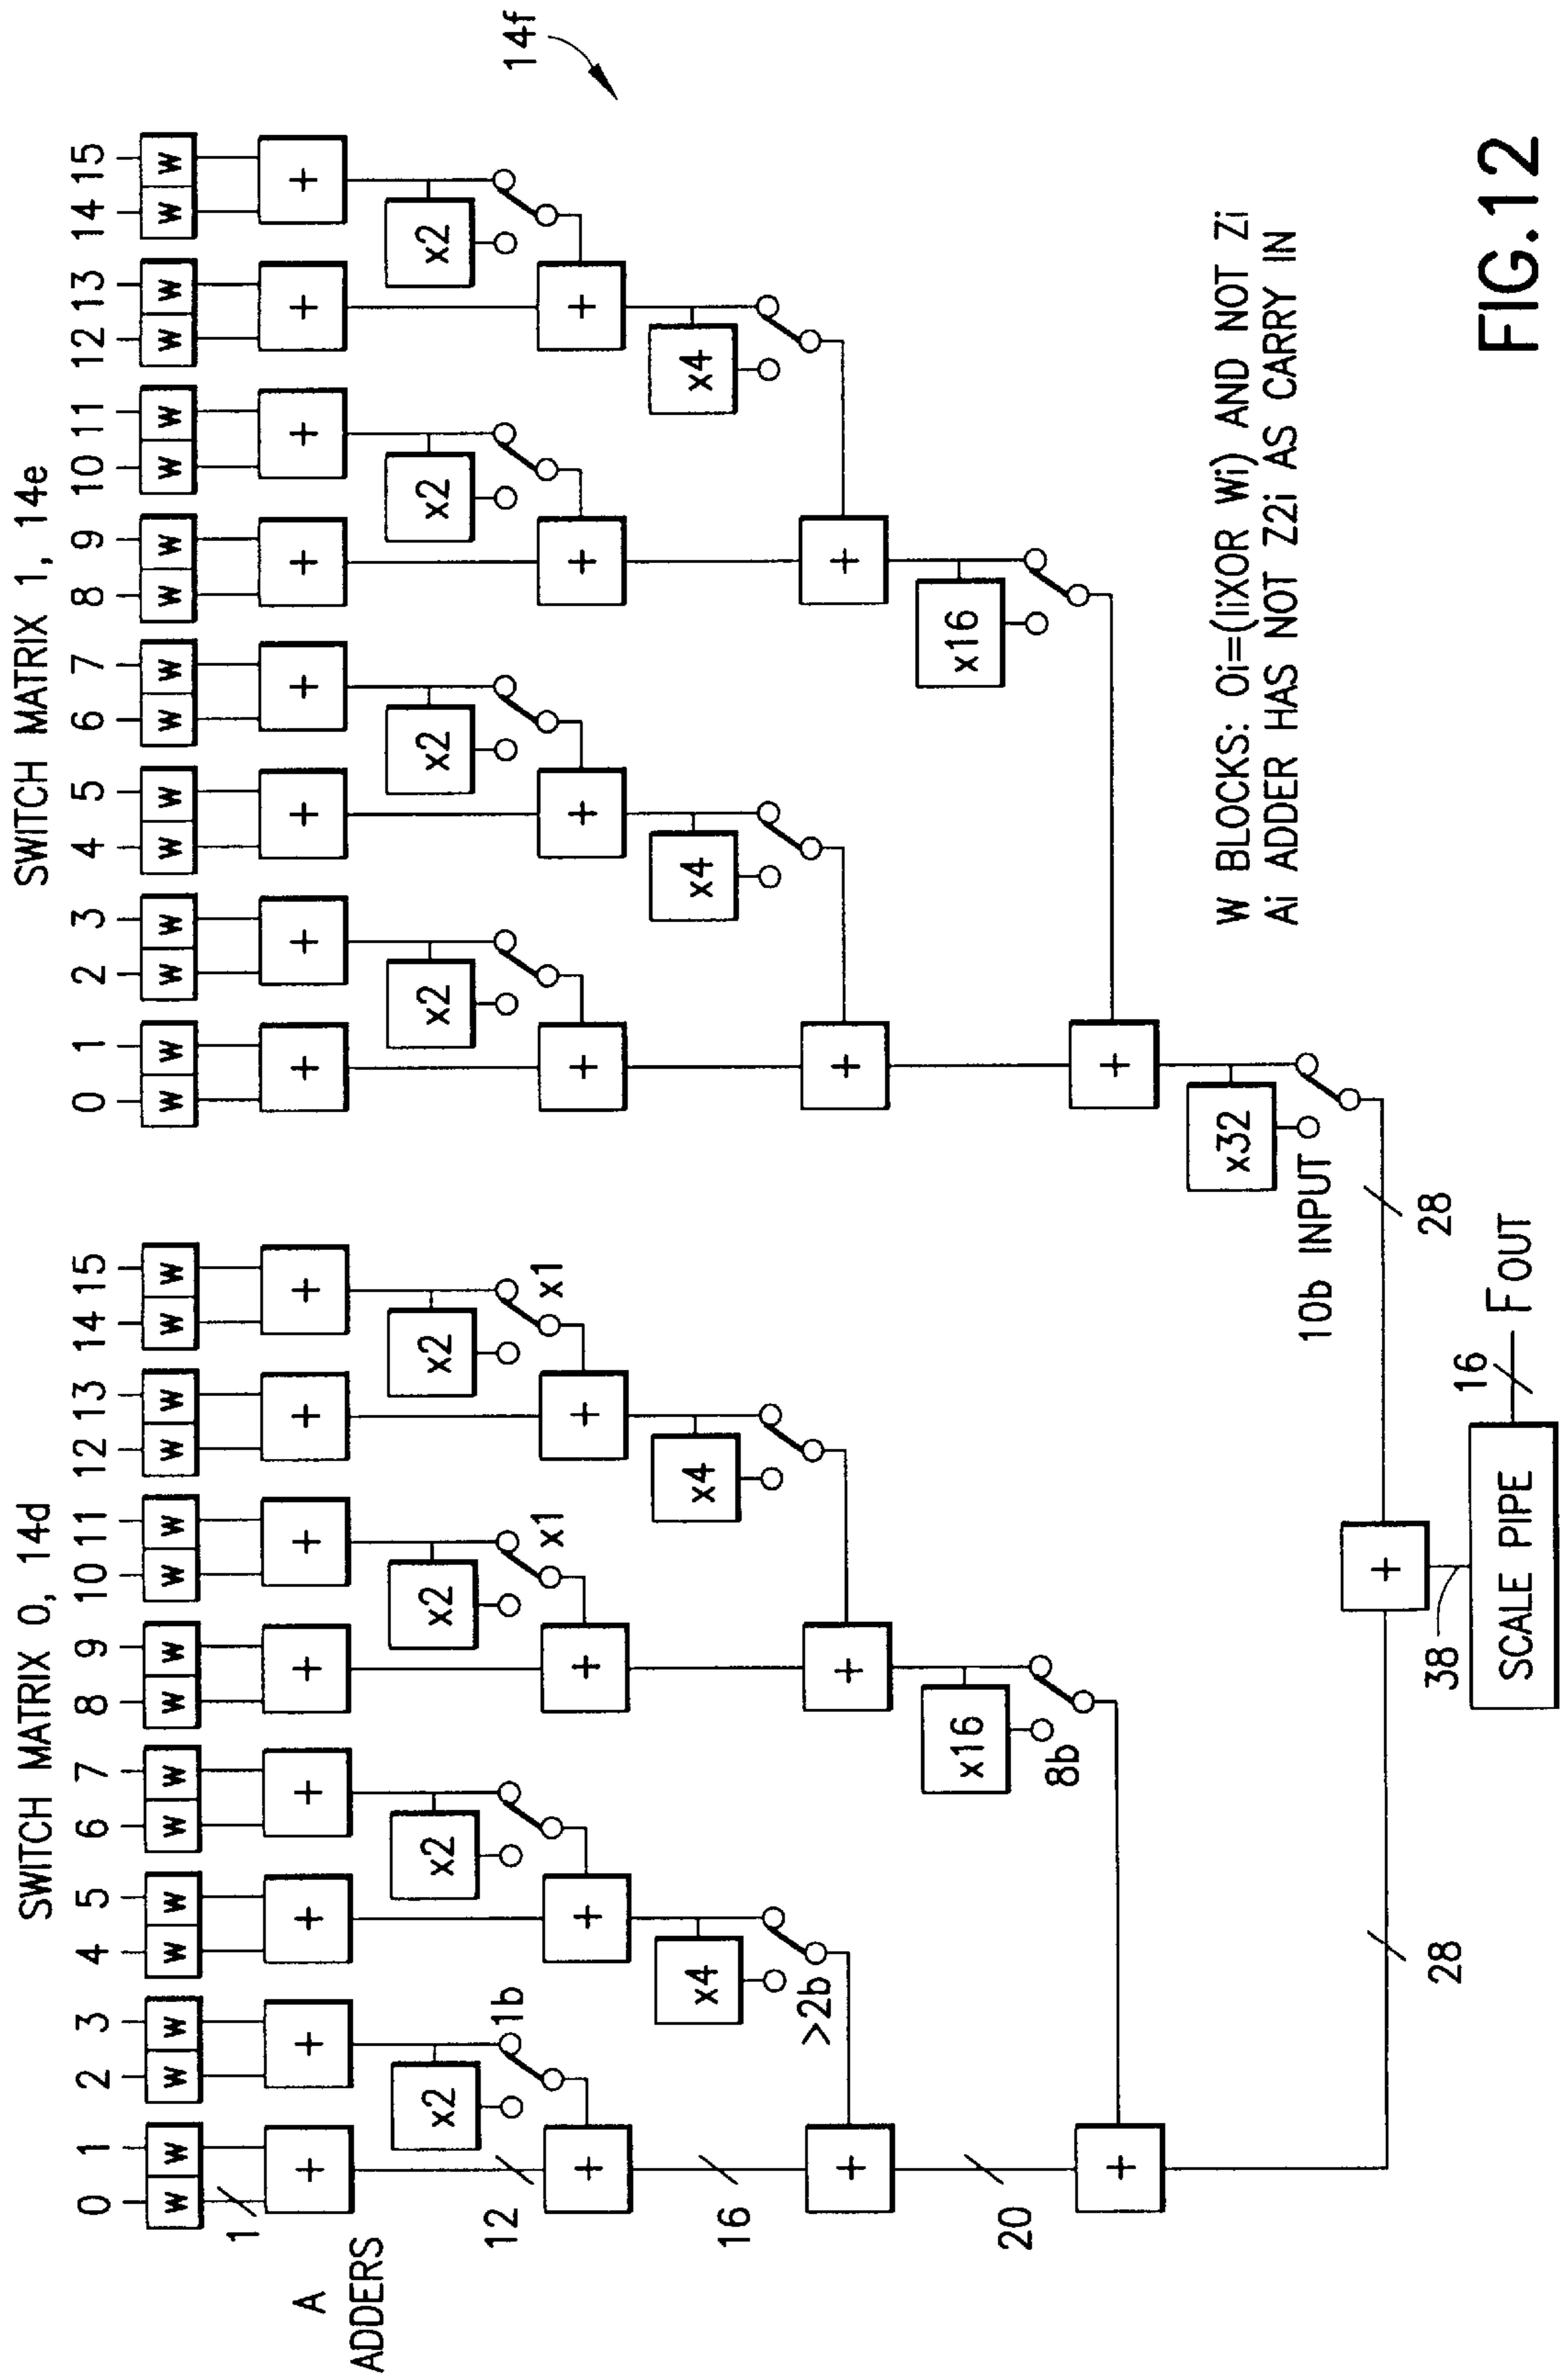 SWITCH MATRIX 0, 14d
SWITCH MATRIX 1, 14e
0 1 2 3 4 5 6 7 8 9 10 11 12 13 14 15
0 1 2 3 4 5 6 7 8 9 10 11 12 13 14 15
W W W W W W W W W W W W W W W W
W W W W W W W W W W W W W W W W
1
14f
A
ADDERS
+ + + + + + + +
+ + + + + + + +
x2 x2 x2 x2
x2 x2 x2 x2
1b
x1
x1
12
+ + + +
+ + + +
16
x4 x4
x4 x4
>2b
+ +
+ +
20
x16
x16
8b
+
+
x32
10b INPUT
W BLOCKS: Oi=(IiXOR Wi) AND NOT Zi
Ai ADDER HAS NOT Z2i AS CARRY IN
28
28
+
38
SCALE PIPE
16
FOUT
FIG.12